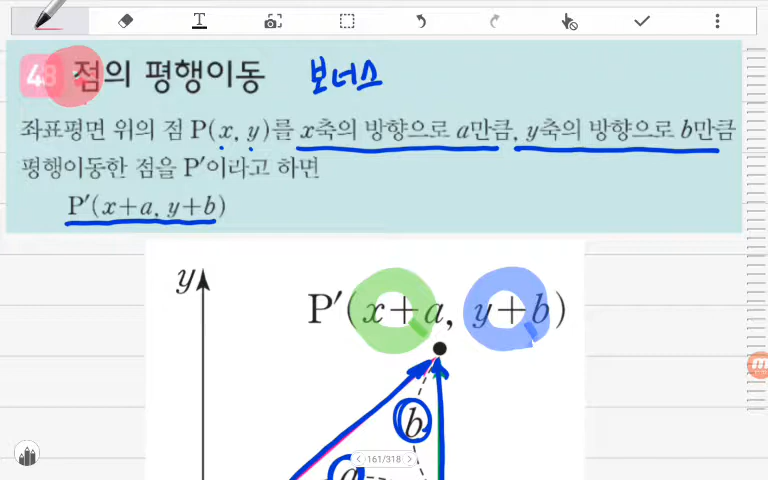 T
48 점의 평행이동 보너스
좌표평면 위의 점 P(x, y)를 x축의 방향으로 a만큼, y축의 방향으로 b만큼
평행이동한 점을 P′이라고 하면
P′(x+a, y+b)
y
P′(x+a, y+b)
b
a
161/318